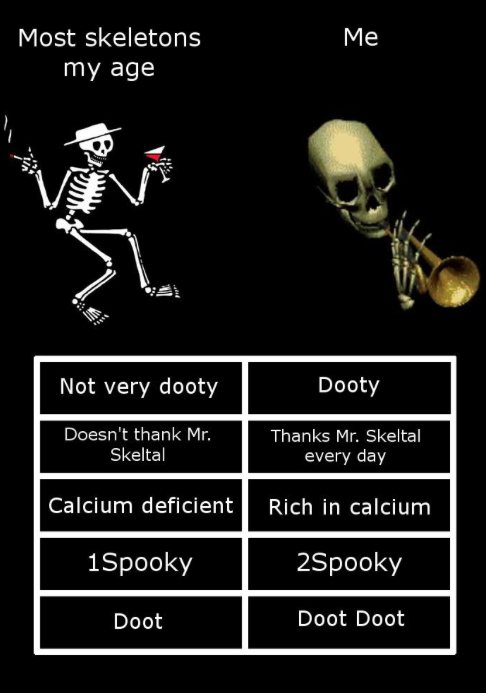 Most skeletons
my age
Me
Not very dooty
Dooty
Doesn't thank Mr.
Skeltal
Thanks Mr. Skeltal
every day
Calcium deficient
Rich in calcium
1Spooky
2Spooky
Doot
Doot Doot